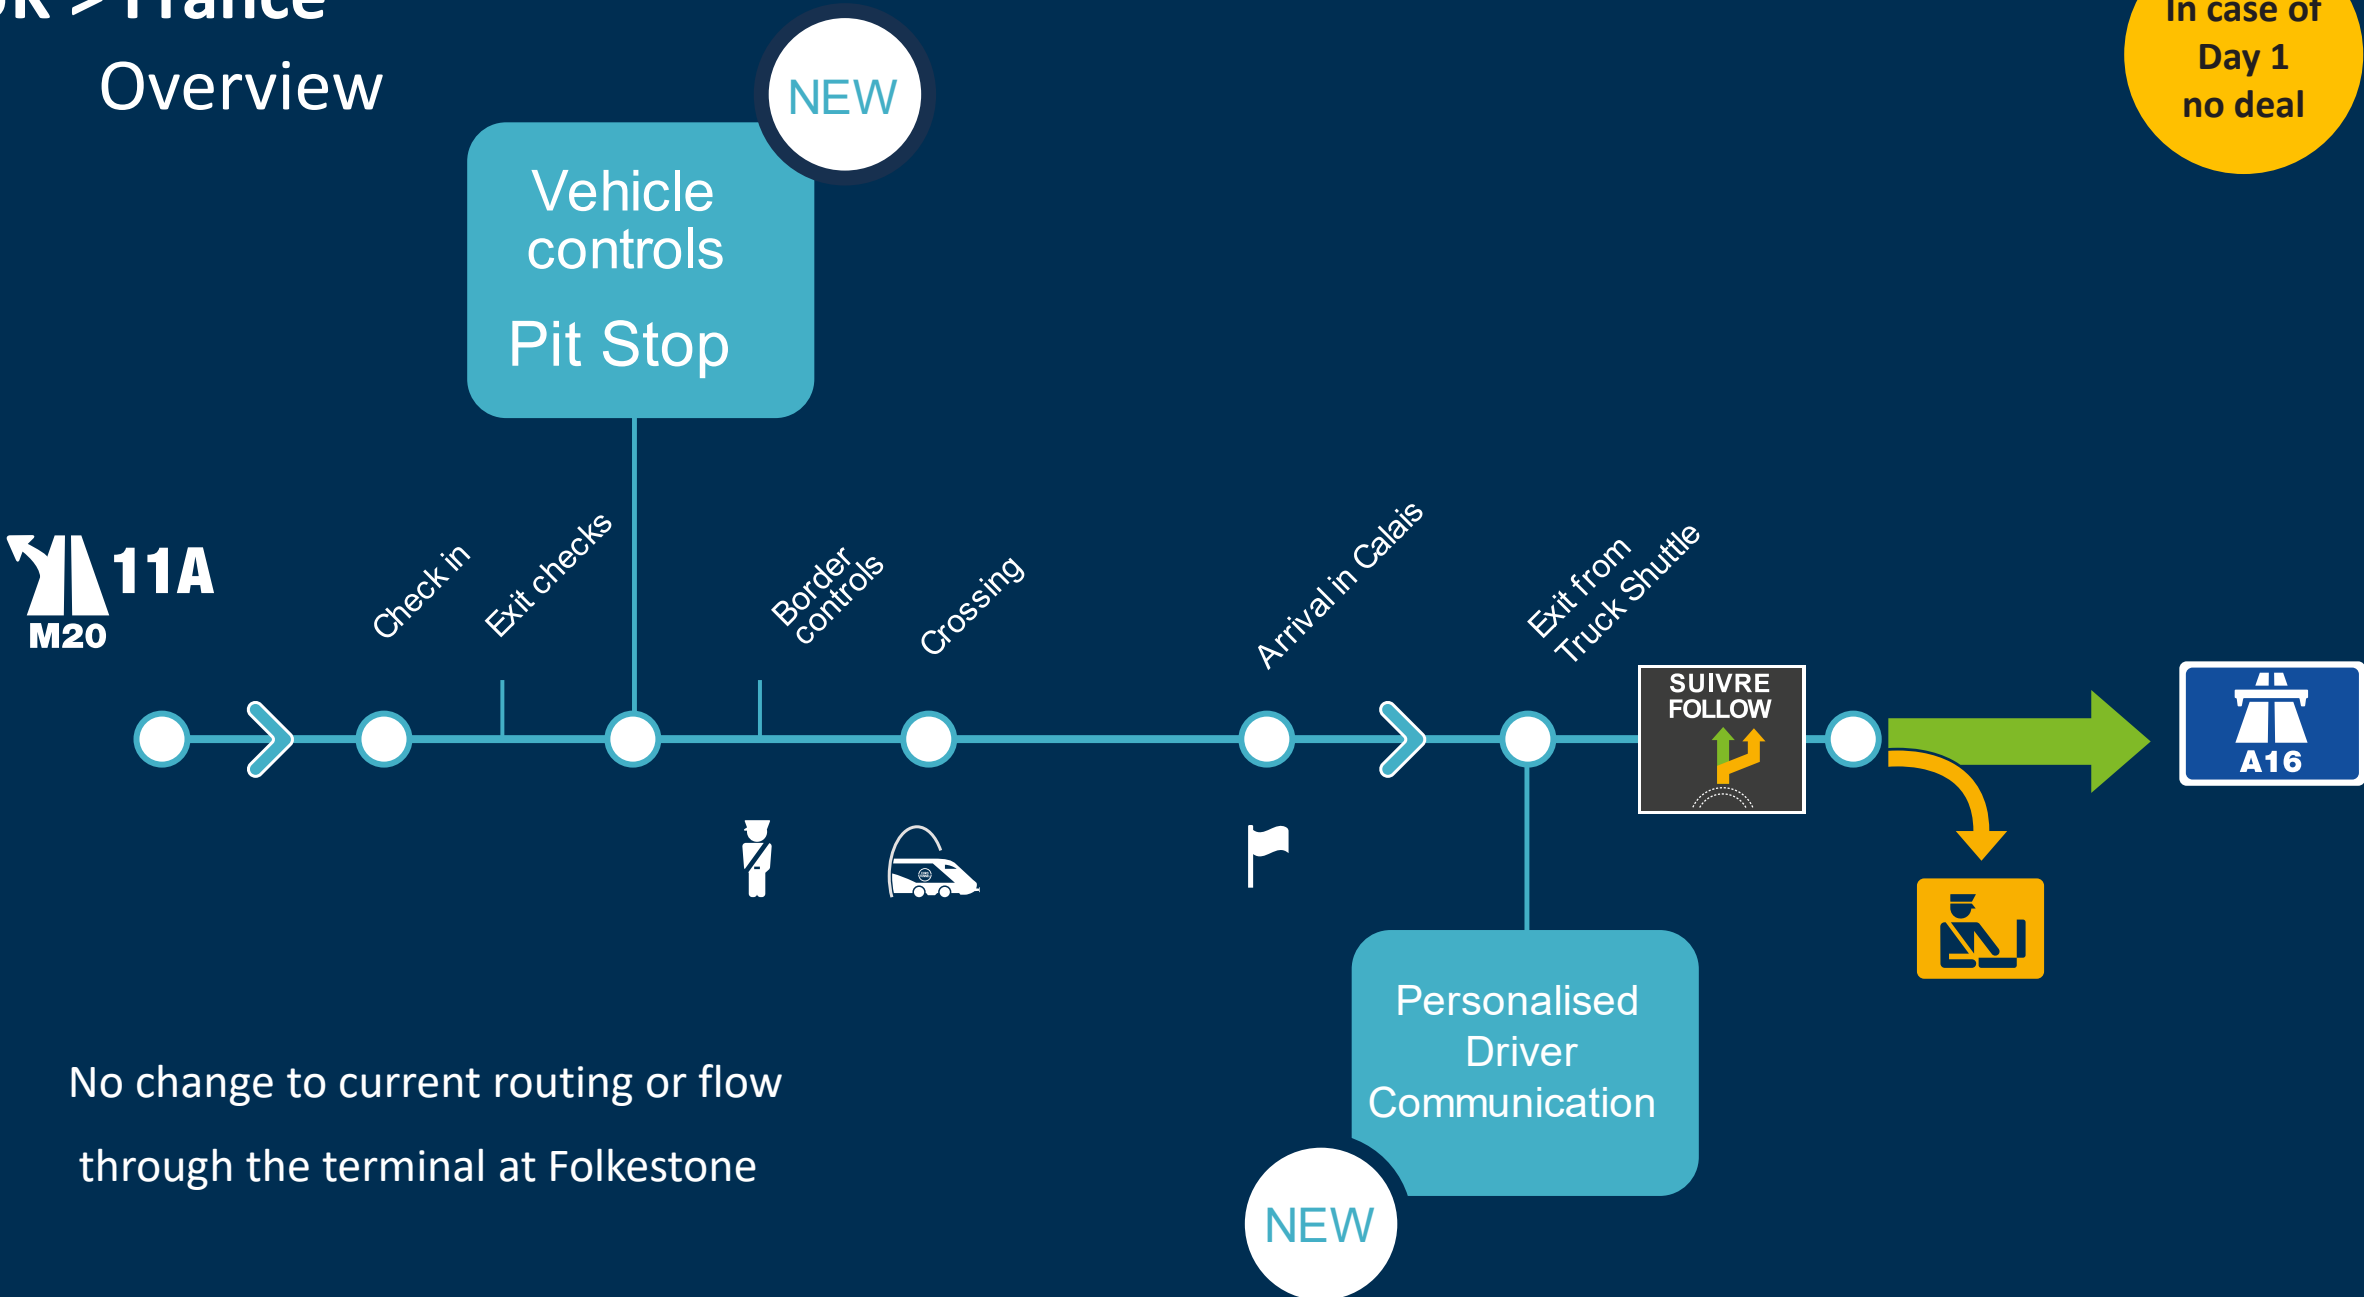 UK > France
Overview
In case of
Day 1
no deal
NEW
Vehicle
controls
Pit Stop
11A
M20
Check in
Exit checks
Border
controls
Crossing
Arrival in Calais
Exit from
Truck Shuttle
SUIVRE
FOLLOW
A16
Personalised
Driver
Communication
NEW
No change to current routing or flow
through the terminal at Folkestone